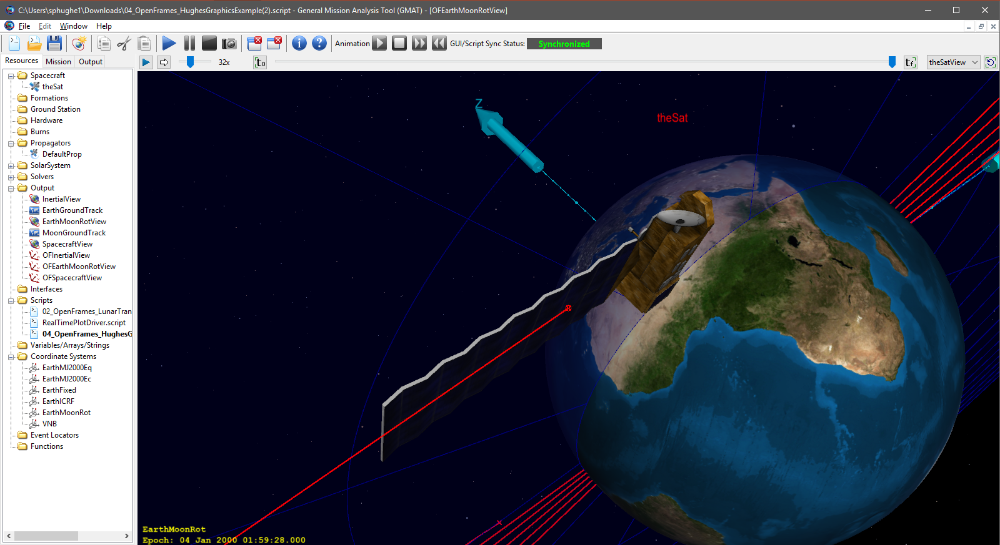 C:\Users\sphughe1\Downloads\04_OpenFrames_HughesGraphicsExample(2).script - General Mission Analysis Tool (GMAT) - [OFEarthMoonRotView]
File Edit Window Help
Animation GUI/Script Sync Status: Synchronized
Resources Mission Output
32x t0 tf theSatView
Spacecraft
theSat
Formations
Ground Station
Hardware
Burns
Propagators
DefaultProp
SolarSystem
Solvers
Output
InertialView
EarthGroundTrack
EarthMoonRotView
MoonGroundTrack
SpacecraftView
OFInertialView
OFEarthMoonRotView
OFSpacecraftView
Interfaces
Scripts
02_OpenFrames_LunarTran
RealTimePlotDriver.script
04_OpenFrames_HughesG
Variables/Arrays/Strings
Coordinate Systems
EarthMJ2000Eq
EarthMJ2000Ec
EarthFixed
EarthICRF
EarthMoonRot
VNB
Event Locators
Functions
Z
theSat
EarthMoonRot
Epoch: 04 Jan 2000 01:59:28.000